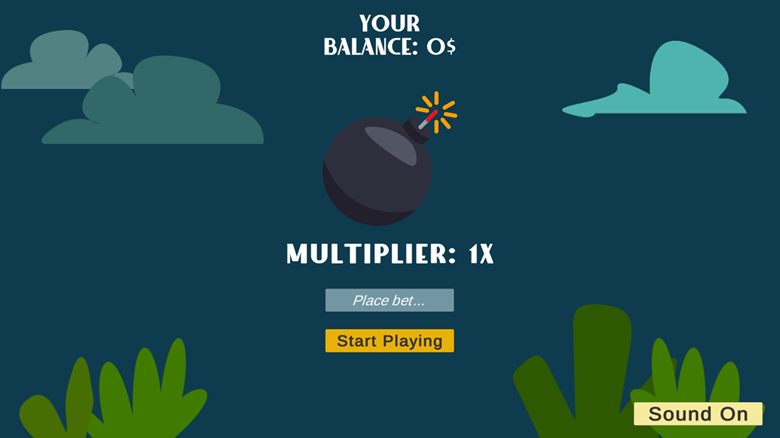 YOUR
BALANCE: 0$
MULTIPLIER: 1X
Place bet...
Start Playing
Sound On